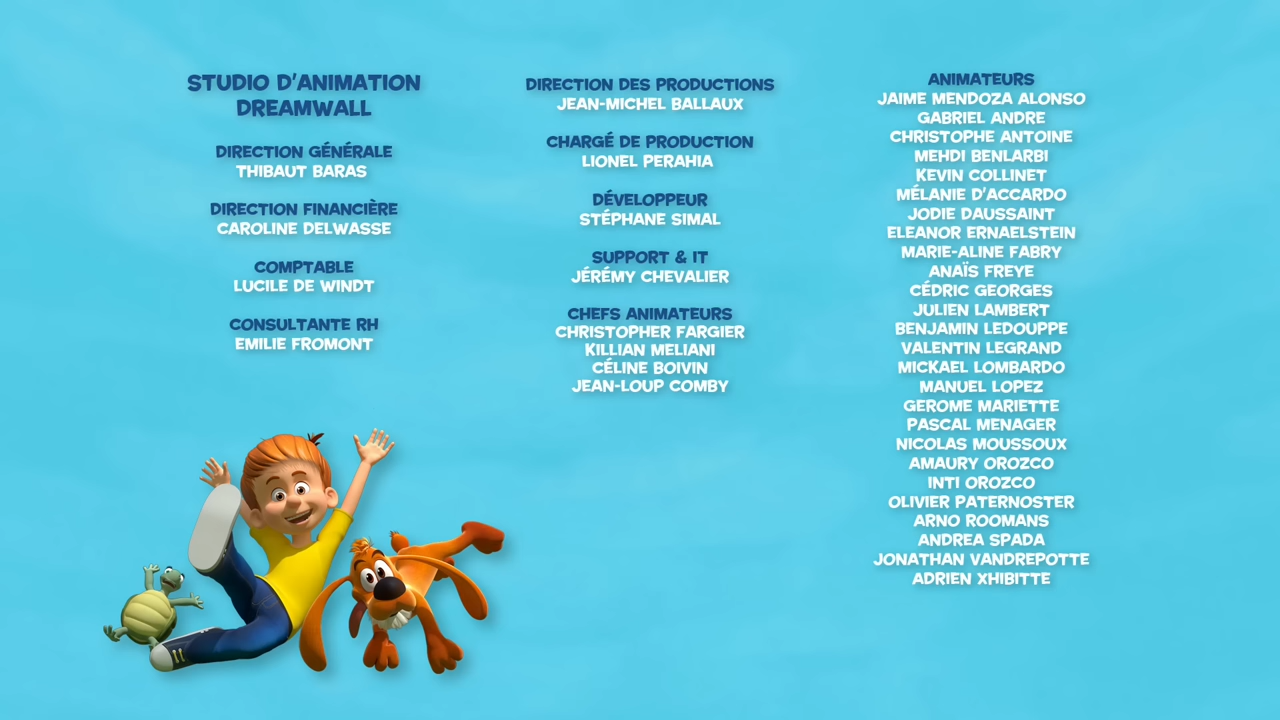 STUDIO D'ANIMATION
DREAMWALL
DIRECTION GÉNÉRALE
THIBAUT BARAS
DIRECTION FINANCIÈRE
CAROLINE DELWASSE
COMPTABLE
LUCILE DE WINDT
CONSULTANTE RH
EMILIE FROMONT
DIRECTION DES PRODUCTIONS
JEAN-MICHEL BALLAUX
CHARGÉ DE PRODUCTION
LIONEL PERAHIA
DÉVELOPPEUR
STÉPHANE SIMAL
SUPPORT & IT
JÉRÉMY CHEVALIER
CHEFS ANIMATEURS
CHRISTOPHER FARGIER
KILLIAN MELIANI
CÉLINE BOIVIN
JEAN-LOUP COMBY
ANIMATEURS
JAIME MENDOZA ALONSO
GABRIEL ANDRE
CHRISTOPHE ANTOINE
MEHDI BENLARBI
KEVIN COLLINET
MÉLANIE D'ACCARDO
JODIE DAUSSAINT
ELEANOR ERNAELSTEIN
MARIE-ALINE FABRY
ANAÏS FREYE
CÉDRIC GEORGES
JULIEN LAMBERT
BENJAMIN LEDOUPPE
VALENTIN LEGRAND
MICKAEL LOMBARDO
MANUEL LOPEZ
GEROME MARIETTE
PASCAL MENAGER
NICOLAS MOUSSOUX
AMAURY OROZCO
INTI OROZCO
OLIVIER PATERNOSTER
ARNO ROOMANS
ANDREA SPADA
JONATHAN VANDREPOTTE
ADRIEN XHIBITTE